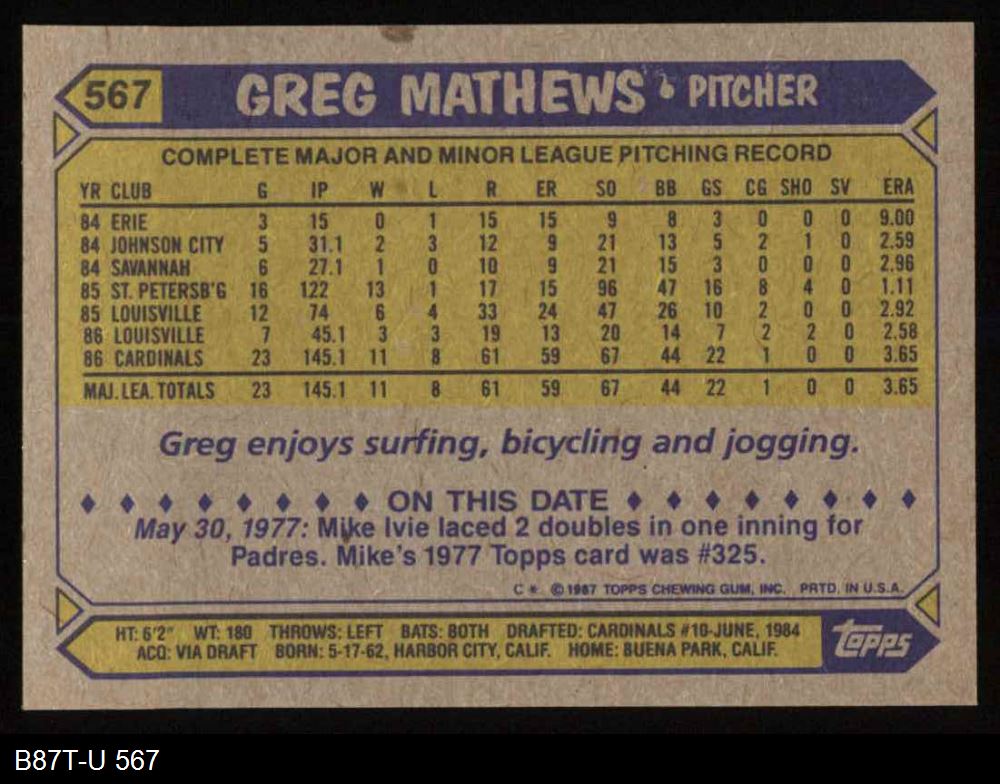 567 GREG MATHEWS • PITCHER
COMPLETE MAJOR AND MINOR LEAGUE PITCHING RECORD
YR CLUB G IP W L R ER SO BB GS CG SHO SV ERA
84 ERIE 3 15 0 1 15 15 9 8 3 0 0 0 9.00
84 JOHNSON CITY 5 31.1 2 3 12 9 21 13 5 2 1 0 2.59
84 SAVANNAH 6 27.1 1 0 10 9 21 15 3 0 0 0 2.96
85 ST. PETERSB'G 16 122 13 1 17 15 96 47 16 8 4 0 1.11
85 LOUISVILLE 12 74 6 4 33 24 47 26 10 2 0 0 2.92
86 LOUISVILLE 7 45.1 3 3 19 13 20 14 7 2 2 0 2.58
86 CARDINALS 23 145.1 11 8 61 59 67 44 22 1 0 0 3.65
MAJ. LEA. TOTALS 23 145.1 11 8 61 59 67 44 22 1 0 0 3.65
Greg enjoys surfing, bicycling and jogging.
♦ ♦ ♦ ♦ ♦ ♦ ♦ ♦ ON THIS DATE ♦ ♦ ♦ ♦ ♦ ♦ ♦ ♦
May 30, 1977: Mike Ivie laced 2 doubles in one inning for
Padres. Mike's 1977 Topps card was #325.
C * © 1987 TOPPS CHEWING GUM, INC. PRTD. IN U.S.A.
HT: 6'2" WT: 180 THROWS: LEFT BATS: BOTH DRAFTED: CARDINALS #10-JUNE, 1984
ACQ: VIA DRAFT BORN: 5-17-62, HARBOR CITY, CALIF. HOME: BUENA PARK, CALIF.
topps
B87T-U 567